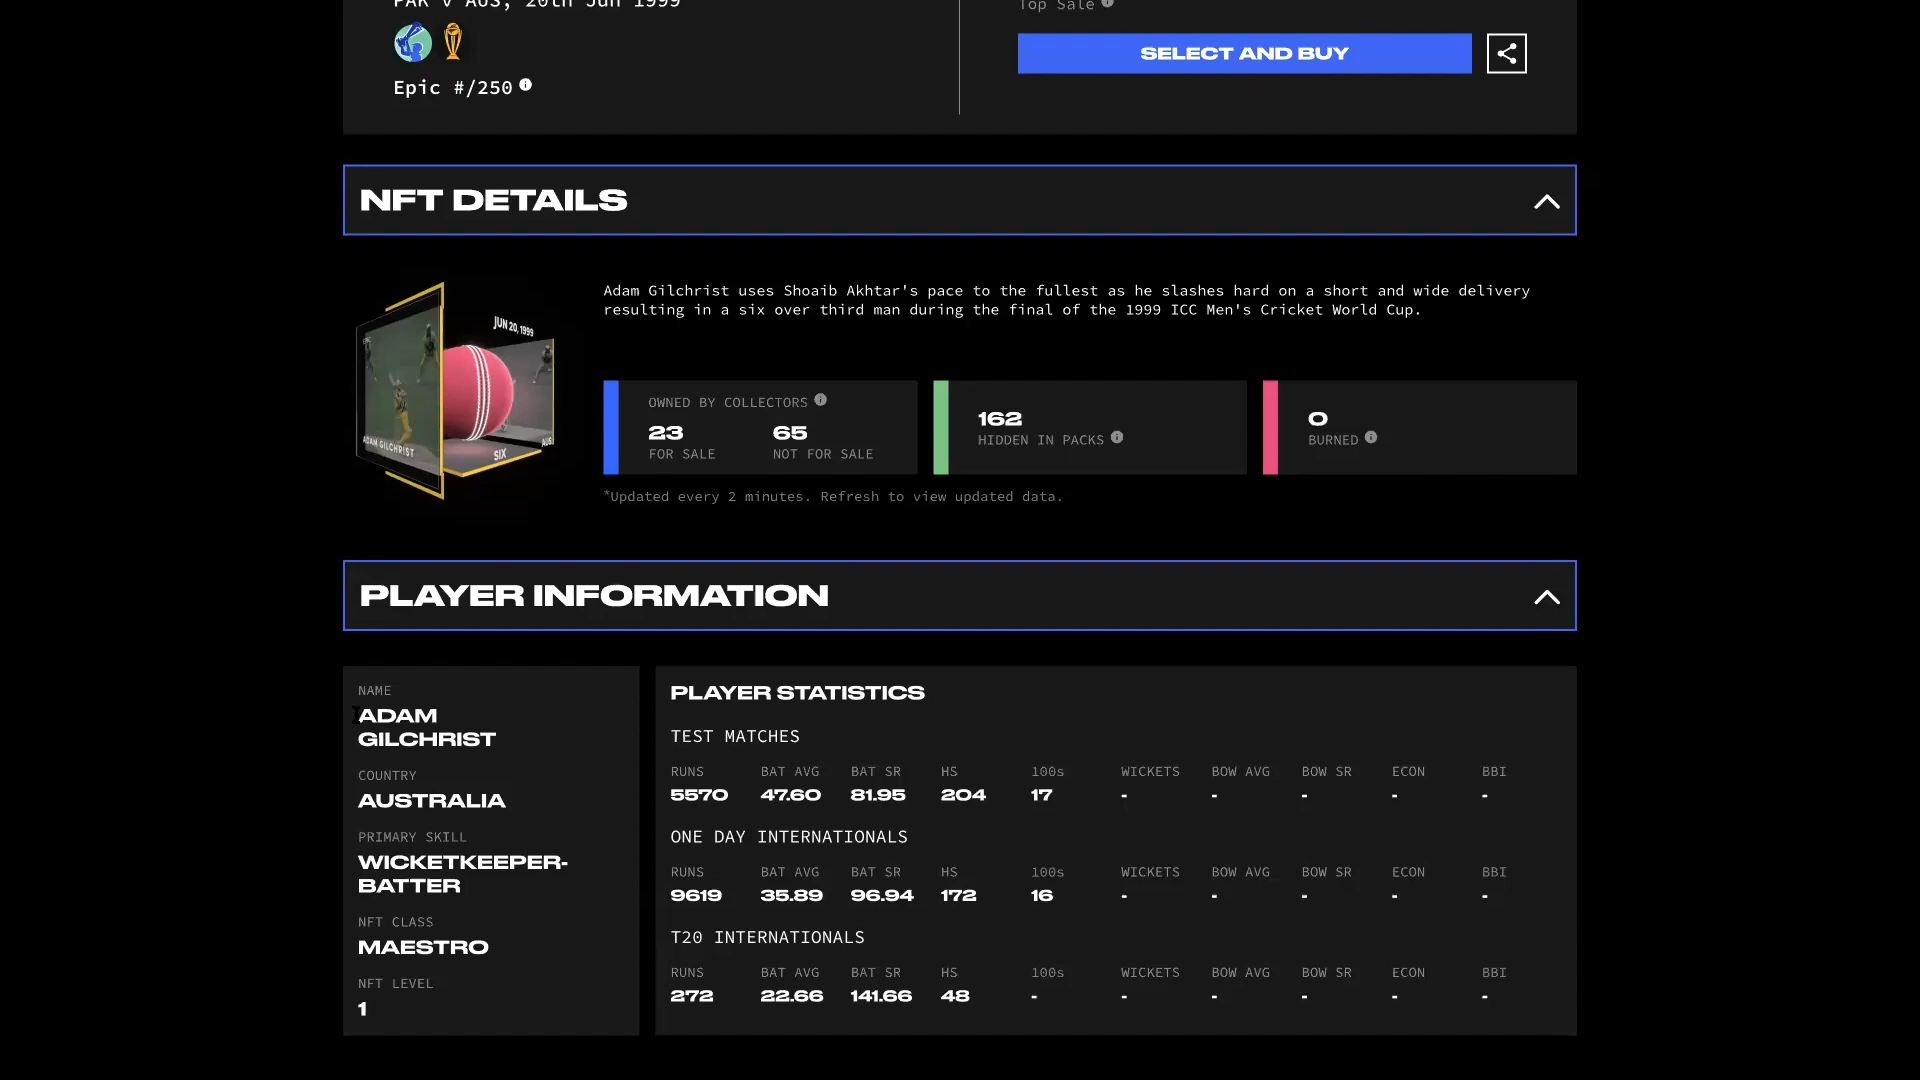 PAK v AUS, 20th Jun 1999
Top Sale
SELECT AND BUY
Epic #/250
NFT DETAILS
Adam Gilchrist uses Shoaib Akhtar's pace to the fullest as he slashes hard on a short and wide delivery
resulting in a six over third man during the final of the 1999 ICC Men's Cricket World Cup.
EPIC
JUN 20, 1999
ADAM GILCHRIST
SIX
AUS
OWNED BY COLLECTORS
23 65
FOR SALE NOT FOR SALE
162
HIDDEN IN PACKS
0
BURNED
*Updated every 2 minutes. Refresh to view updated data.
PLAYER INFORMATION
NAME
ADAM
GILCHRIST
COUNTRY
AUSTRALIA
PRIMARY SKILL
WICKETKEEPER-
BATTER
NFT CLASS
MAESTRO
NFT LEVEL
1
PLAYER STATISTICS
TEST MATCHES
RUNS BAT AVG BAT SR HS 100s WICKETS BOW AVG BOW SR ECON BBI
5570 47.60 81.95 204 17 - - - - -
ONE DAY INTERNATIONALS
RUNS BAT AVG BAT SR HS 100s WICKETS BOW AVG BOW SR ECON BBI
9619 35.89 96.94 172 16 - - - - -
T20 INTERNATIONALS
RUNS BAT AVG BAT SR HS 100s WICKETS BOW AVG BOW SR ECON BBI
272 22.66 141.66 48 - - - - - -